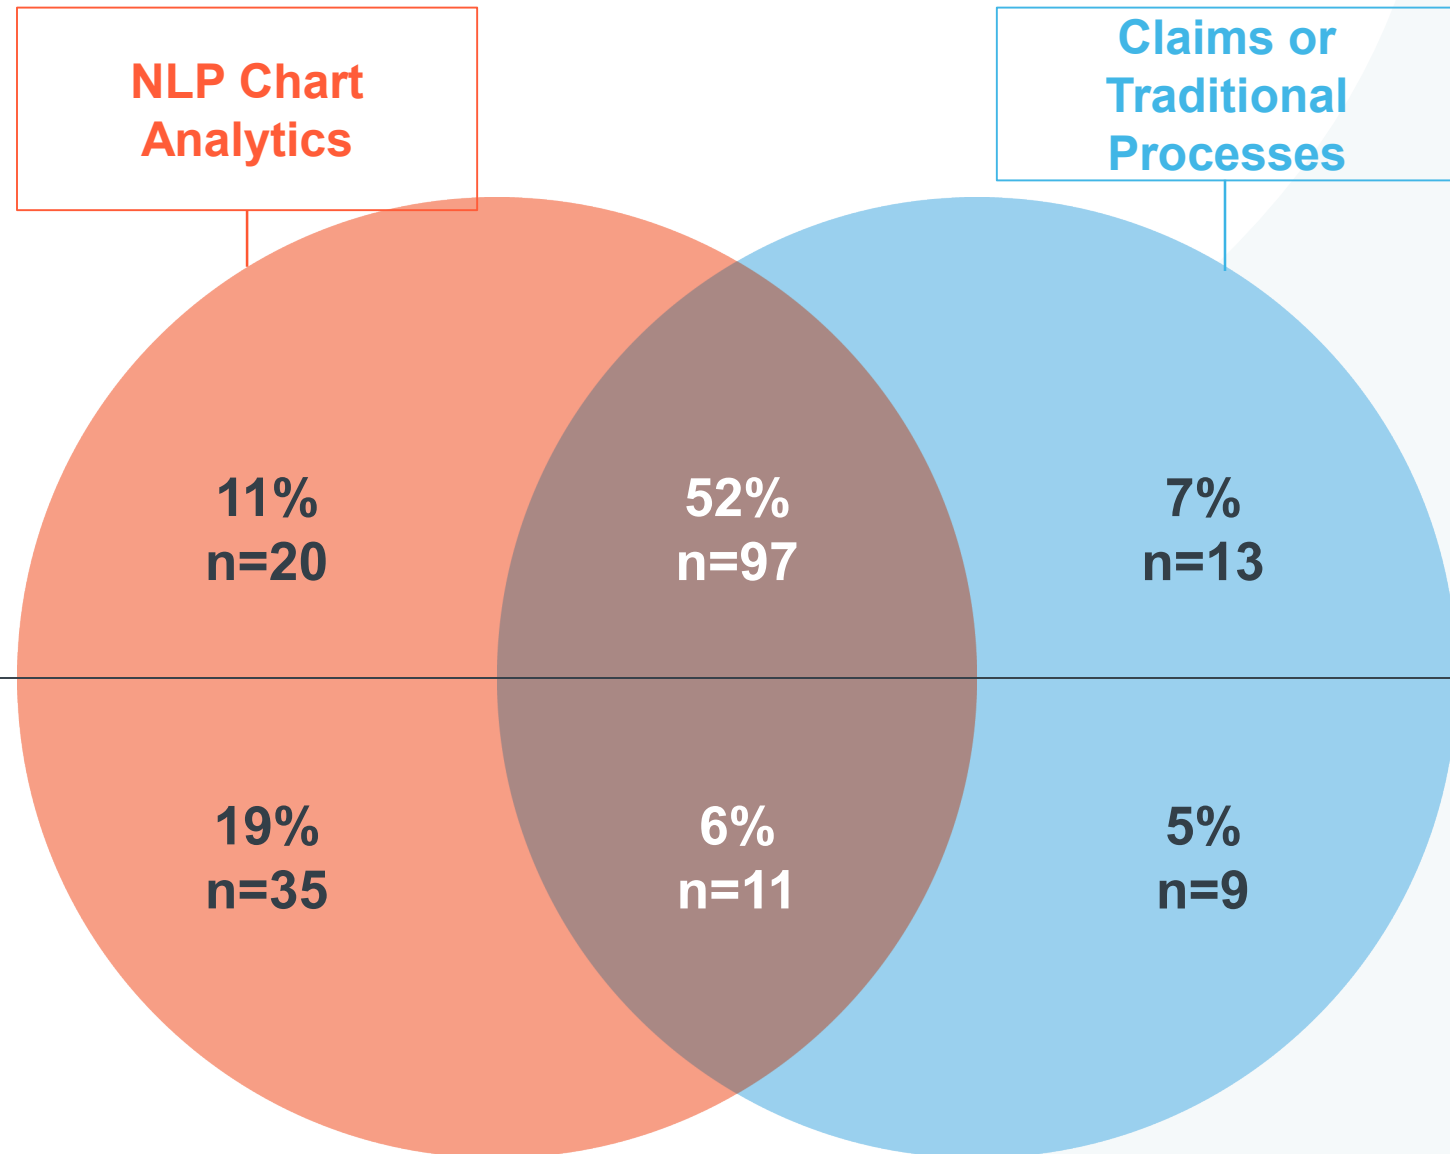 NLP Chart
Analytics
Claims or
Traditional
Processes
11%
n=20
52%
n=97
7%
n=13
19%
n=35
6%
n=11
5%
n=9